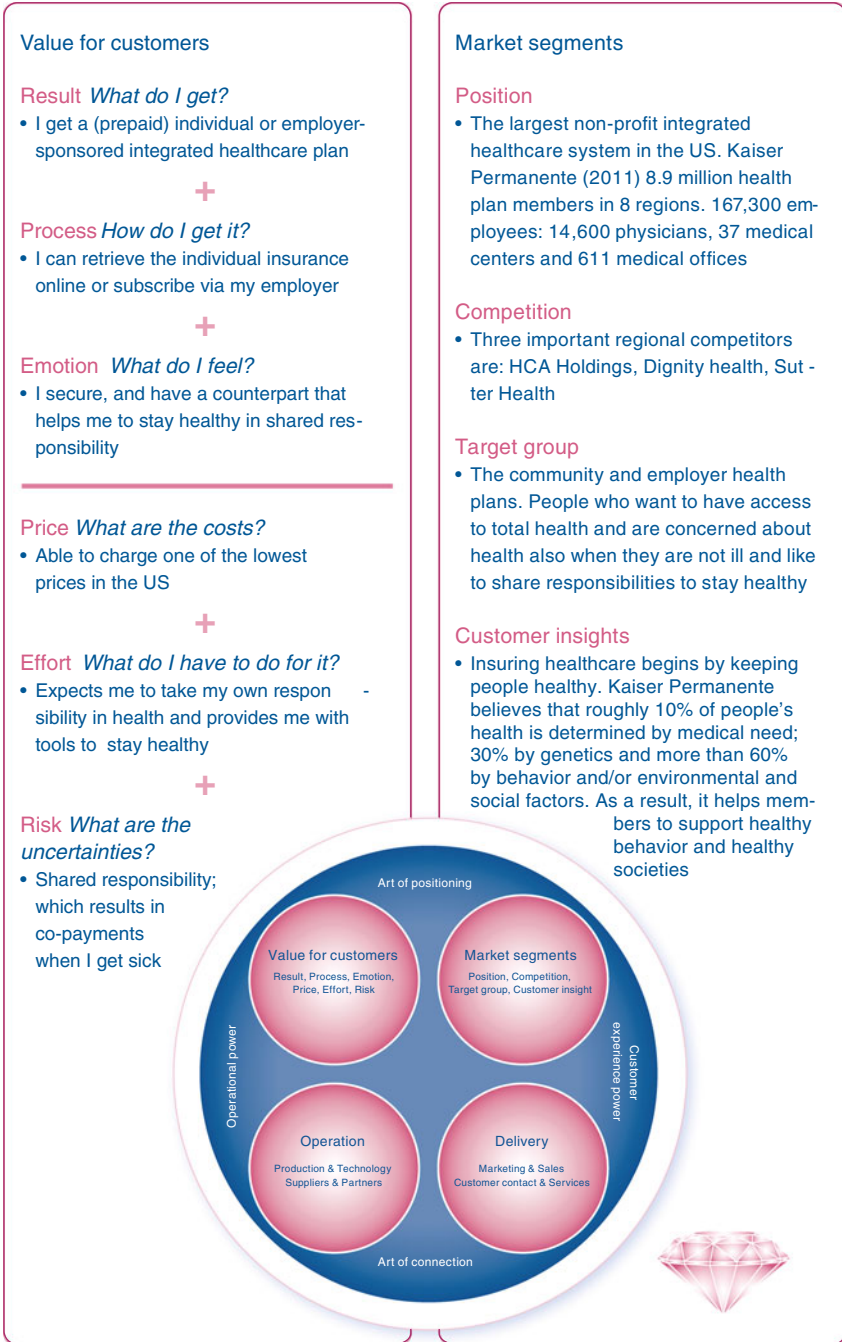 Value for customers
Result What do I get?
• I get a (prepaid) individual or employer-
sponsored integrated healthcare plan
+
Process How do I get it?
• I can retrieve the individual insurance
online or subscribe via my employer
+
Emotion What do I feel?
• I secure, and have a counterpart that
helps me to stay healthy in shared res-
ponsibility
Price What are the costs?
• Able to charge one of the lowest
prices in the US
+
Effort What do I have to do for it?
• Expects me to take my own respon -
sibility in health and provides me with
tools to stay healthy
+
Risk What are the
uncertainties?
• Shared responsibility;
which results in
co-payments
when I get sick
Market segments
Position
• The largest non-profit integrated
healthcare system in the US. Kaiser
Permanente (2011) 8.9 million health
plan members in 8 regions. 167,300 em-
ployees: 14,600 physicians, 37 medical
centers and 611 medical offices
Competition
• Three important regional competitors
are: HCA Holdings, Dignity health, Sut -
ter Health
Target group
• The community and employer health
plans. People who want to have access
to total health and are concerned about
health also when they are not ill and like
to share responsibilities to stay healthy
Customer insights
• Insuring healthcare begins by keeping
people healthy. Kaiser Permanente
believes that roughly 10% of people's
health is determined by medical need;
30% by genetics and more than 60%
by behavior and/or environmental and
social factors. As a result, it helps mem-
bers to support healthy
behavior and healthy
societies
Art of positioning
Value for customers
Result, Process, Emotion,
Price, Effort, Risk
Market segments
Position, Competition,
Target group, Customer insight
Operational power
Customer
experience power
Operation
Production & Technology
Suppliers & Partners
Delivery
Marketing & Sales
Customer contact & Services
Art of connection